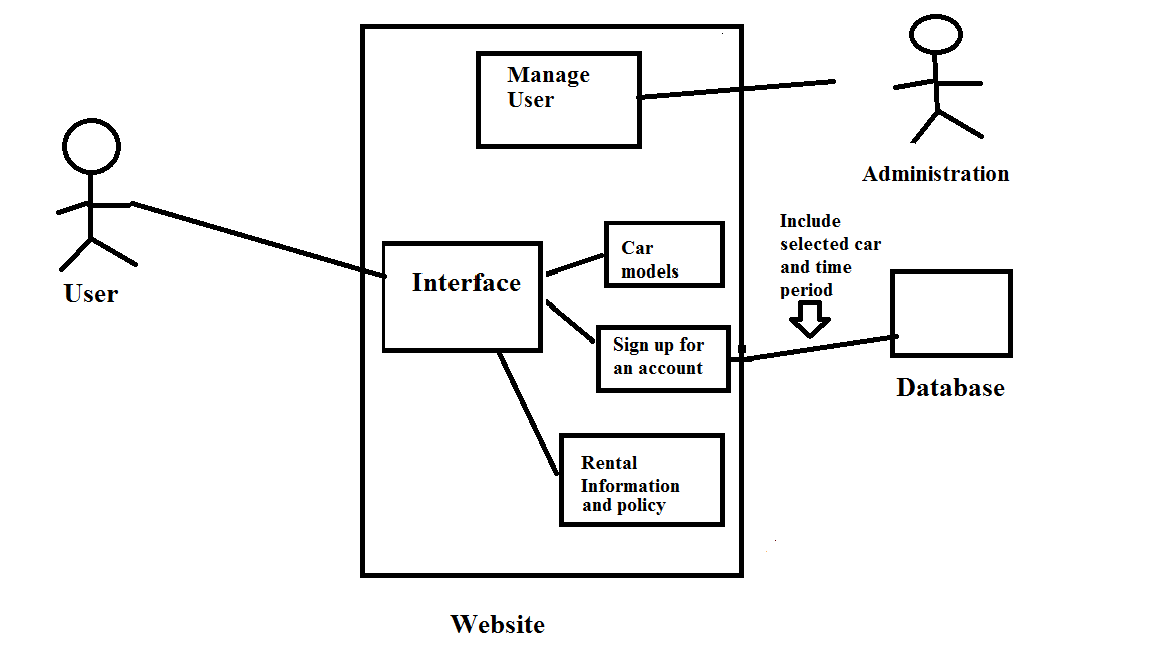 Manage
User
Administration
User
Interface
Car
models
Include
selected car
and time
period
Sign up for
an account
Database
Rental
Information
and policy
Website